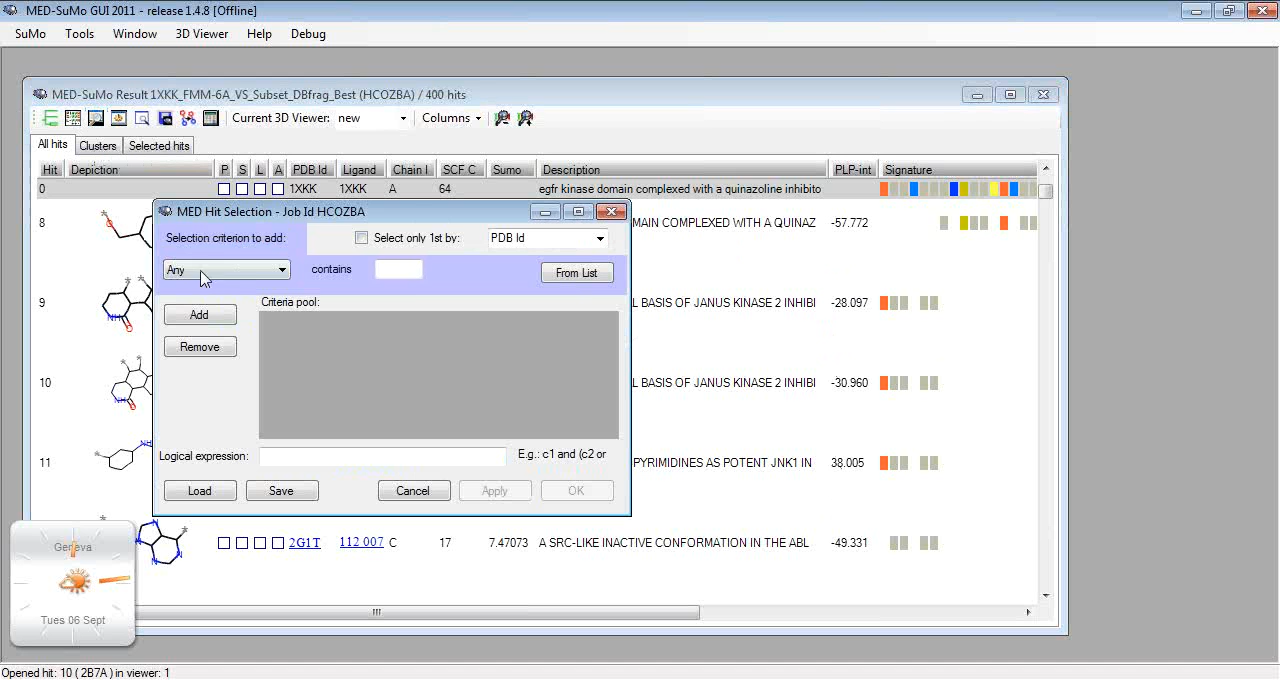 MED-SuMo GUI 2011 - release 1.4.8 [Offline]
SuMo Tools Window 3D Viewer Help Debug
MED-SuMo Result 1XKK_FMM-6A_VS_Subset_DBfrag_Best (HCOZBA) / 400 hits
Current 3D Viewer: new Columns
All hits Clusters Selected hits
Hit Depiction P S L A PDB Id Ligand Chain I SCF C Sumo Description PLP-int Signature
0 1XKK 1XKK A 64 egfr kinase domain complexed with a quinazoline inhibito
MED Hit Selection - Job Id HCOZBA
8 MAIN COMPLEXED WITH A QUINAZ -57.772
Selection criterion to add: Select only 1st by: PDB Id
Any contains From List
9 Criteria pool: L BASIS OF JANUS KINASE 2 INHIBI -28.097
NH O
Add
Remove
10 L BASIS OF JANUS KINASE 2 INHIBI -30.960
NH O
NH
Logical expression: E.g.: c1 and (c2 or
11 PYRIMIDINES AS POTENT JNK1 IN 38.005
Load Save Cancel Apply OK
N N N
2G1T 112 007 C 17 7.47073 A SRC-LIKE INACTIVE CONFORMATION IN THE ABL -49.331
Geneva
Tues 06 Sept
Opened hit: 10 ( 2B7A ) in viewer: 1